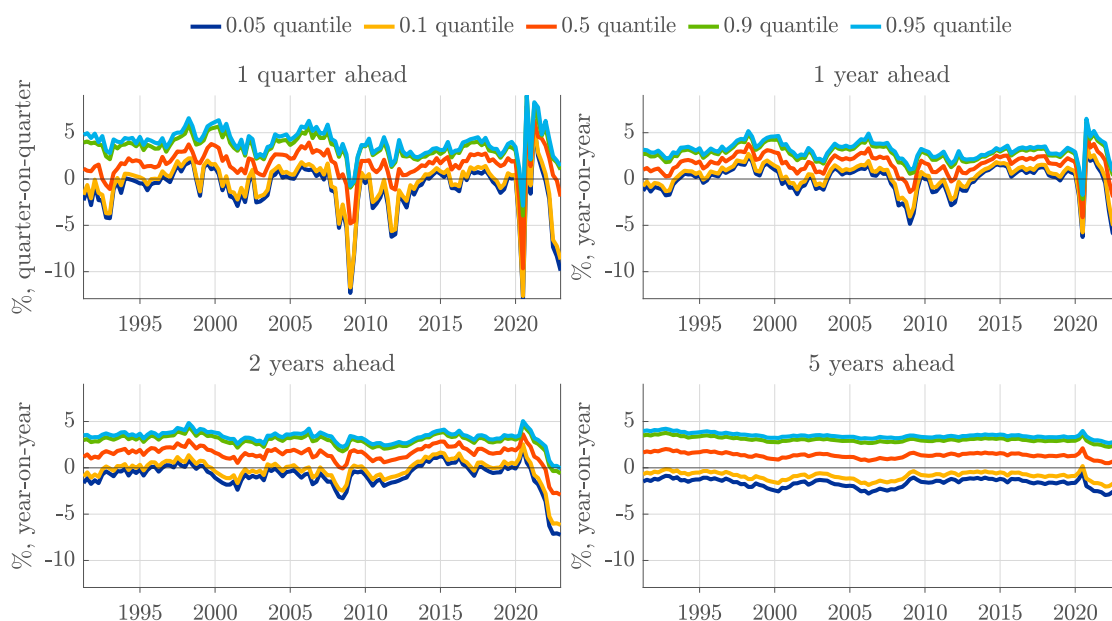 0.05 quantile 0.1 quantile 0.5 quantile 0.9 quantile 0.95 quantile
1 quarter ahead
%, quarter-on-quarter
5
0
-5
-10
1995 2000 2005 2010 2015 2020
1 year ahead
%, year-on-year
5
0
-5
-10
1995 2000 2005 2010 2015 2020
2 years ahead
%, year-on-year
5
0
-5
-10
1995 2000 2005 2010 2015 2020
5 years ahead
%, year-on-year
5
0
-5
-10
1995 2000 2005 2010 2015 2020